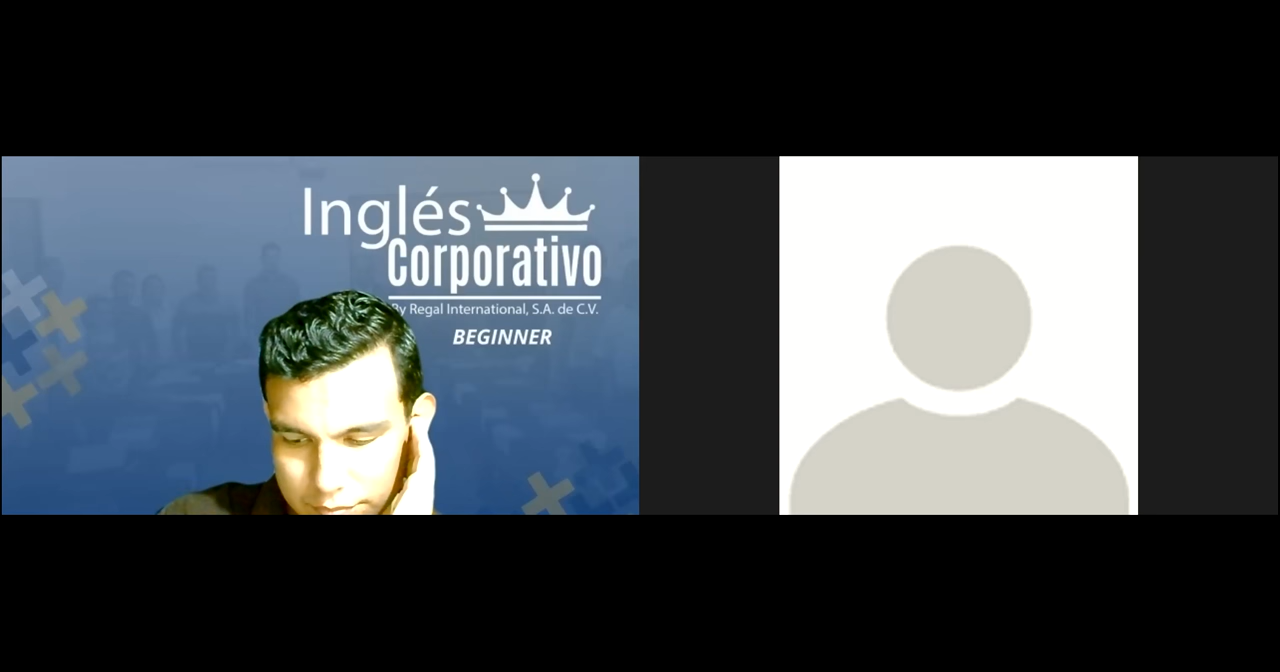 Inglés
Corporativo
By Regal International, S.A. de C.V.
BEGINNER